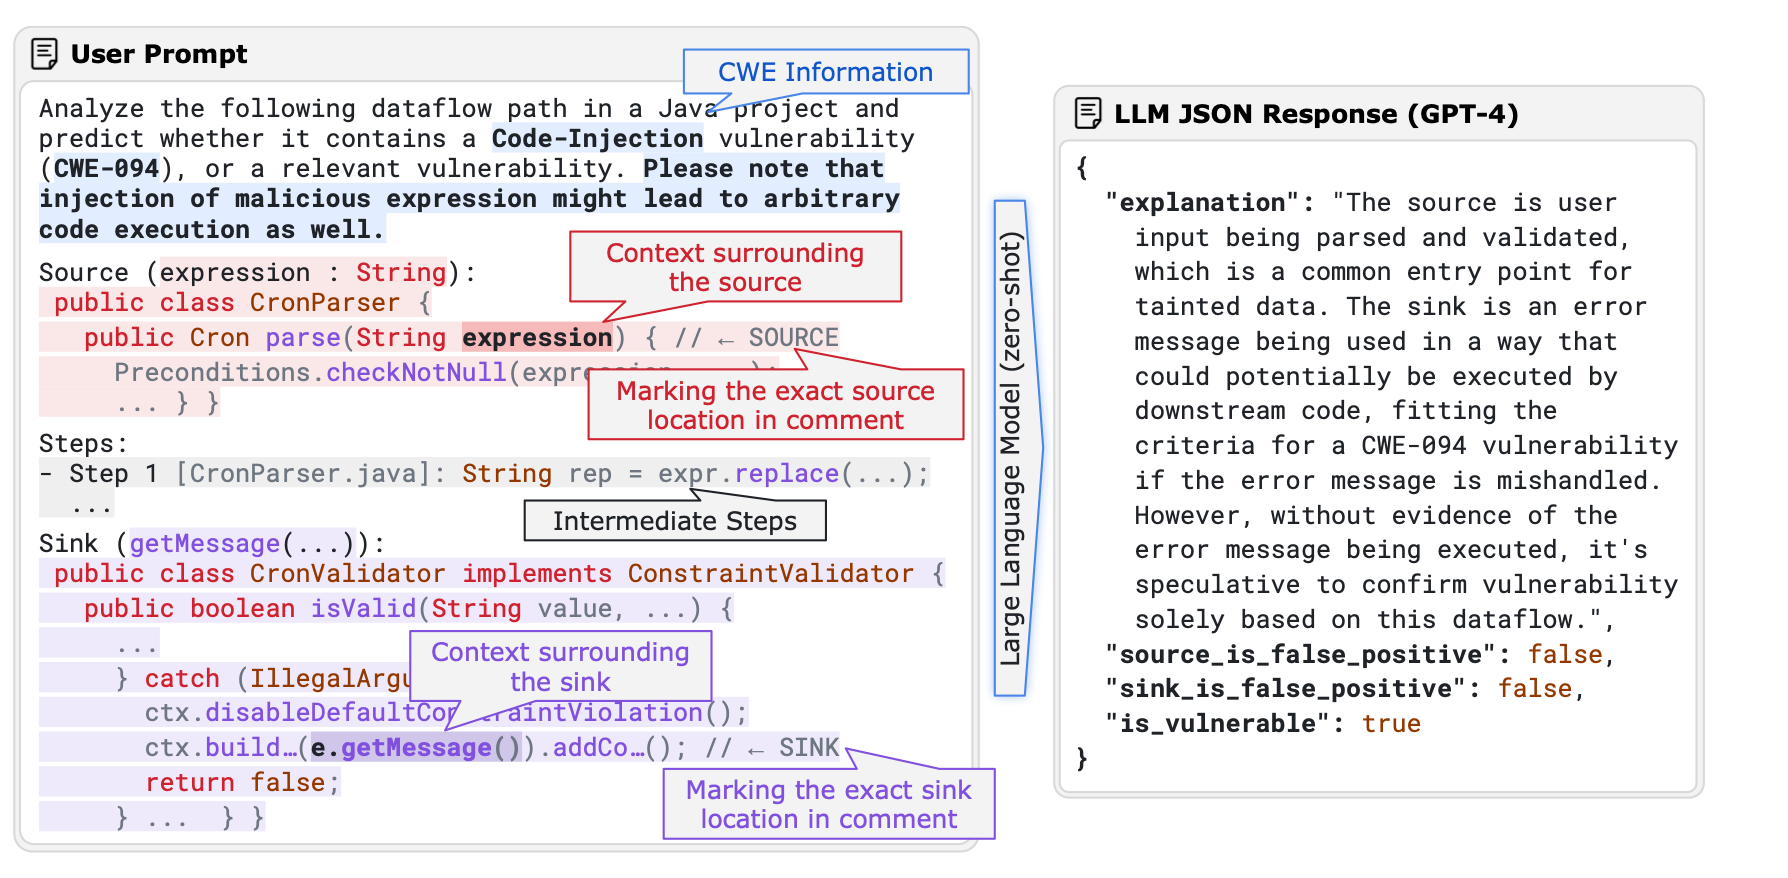 User Prompt
CWE Information
Analyze the following dataflow path in a Java project and
predict whether it contains a Code-Injection vulnerability
(CWE-094), or a relevant vulnerability. Please note that
injection of malicious expression might lead to arbitrary
code execution as well.
Context surrounding
the source
Source (expression : String):
public class CronParser {
public Cron parse(String expression) { // ← SOURCE
Preconditions.checkNotNull(expression
... } }
Marking the exact source
location in comment
Steps:
- Step 1 [CronParser.java]: String rep = expr.replace(...);
...
Intermediate Steps
Sink (getMessage(...)):
public class CronValidator implements ConstraintValidator {
public boolean isValid(String value, ...) {
...
Context surrounding
the sink
} catch (IllegalArgu
ctx.disableDefaultConstraintViolation();
ctx.build…(e.getMessage()).addCo…(); // ← SINK
return false;
} ... } }
Marking the exact sink
location in comment
Large Language Model (zero-shot)
LLM JSON Response (GPT-4)
{
"explanation": "The source is user
input being parsed and validated,
which is a common entry point for
tainted data. The sink is an error
message being used in a way that
could potentially be executed by
downstream code, fitting the
criteria for a CWE-094 vulnerability
if the error message is mishandled.
However, without evidence of the
error message being executed, it's
speculative to confirm vulnerability
solely based on this dataflow.",
"source_is_false_positive": false,
"sink_is_false_positive": false,
"is_vulnerable": true
}